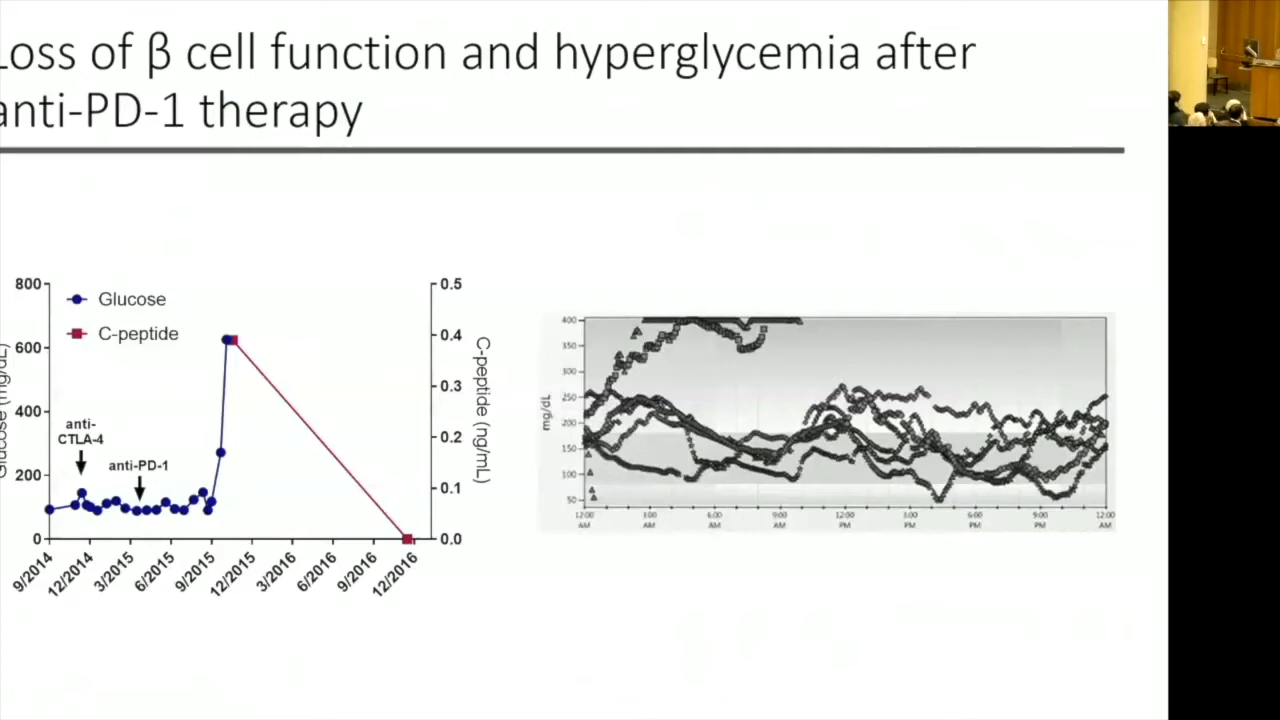 Loss of β cell function and hyperglycemia after
anti-PD-1 therapy
800
600
400
200
0
Glucose (mg/dL)
Glucose
C-peptide
anti-
CTLA-4
anti-PD-1
0.5
0.4
0.3
0.2
0.1
0.0
C-peptide (ng/mL)
9/2014
12/2014
3/2015
6/2015
9/2015
12/2015
3/2016
6/2016
9/2016
12/2016
mg/dL
400
350
300
250
200
150
100
50
12:00 AM
3:00 AM
6:00 AM
9:00 AM
12:00 PM
3:00 PM
6:00 PM
9:00 PM
12:00 AM